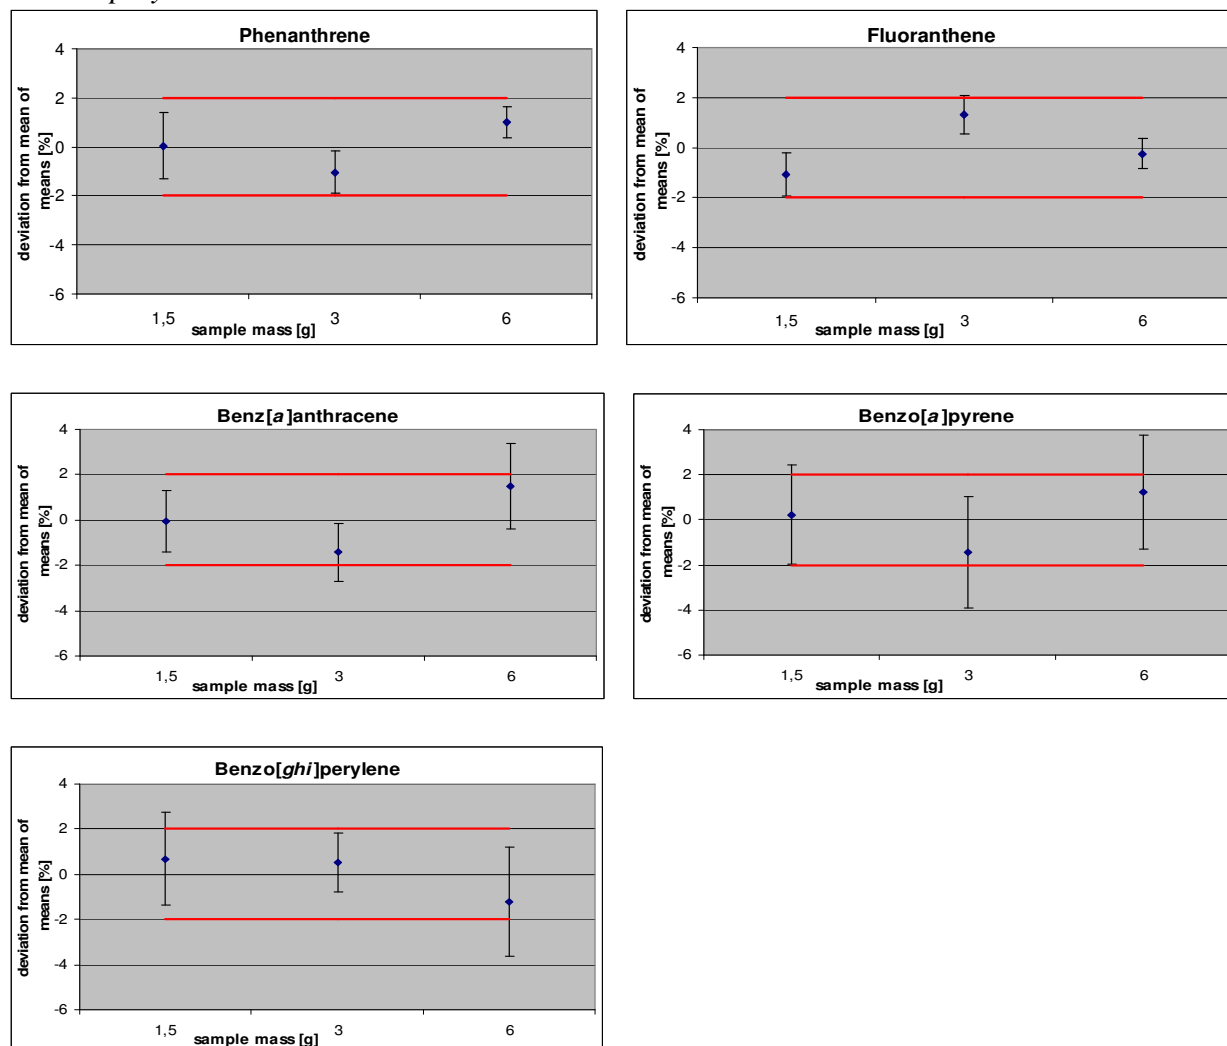 Phenanthrene
4
2
0
-2
-4
-6
deviation from mean of
means [%]
1,5
3
6
sample mass [g]
Fluoranthene
4
2
0
-2
-4
-6
deviation from mean of
means [%]
1,5
3
6
sample mass [g]
Benz[a]anthracene
4
2
0
-2
-4
-6
deviation from mean of
means [%]
1,5
3
6
sample mass [g]
Benzo[a]pyrene
4
2
0
-2
-4
-6
deviation from mean of
means [%]
1,5
3
6
sample mass [g]
Benzo[ghi]perylene
4
2
0
-2
-4
-6
deviation from mean of
means [%]
1,5
3
6
sample mass [g]